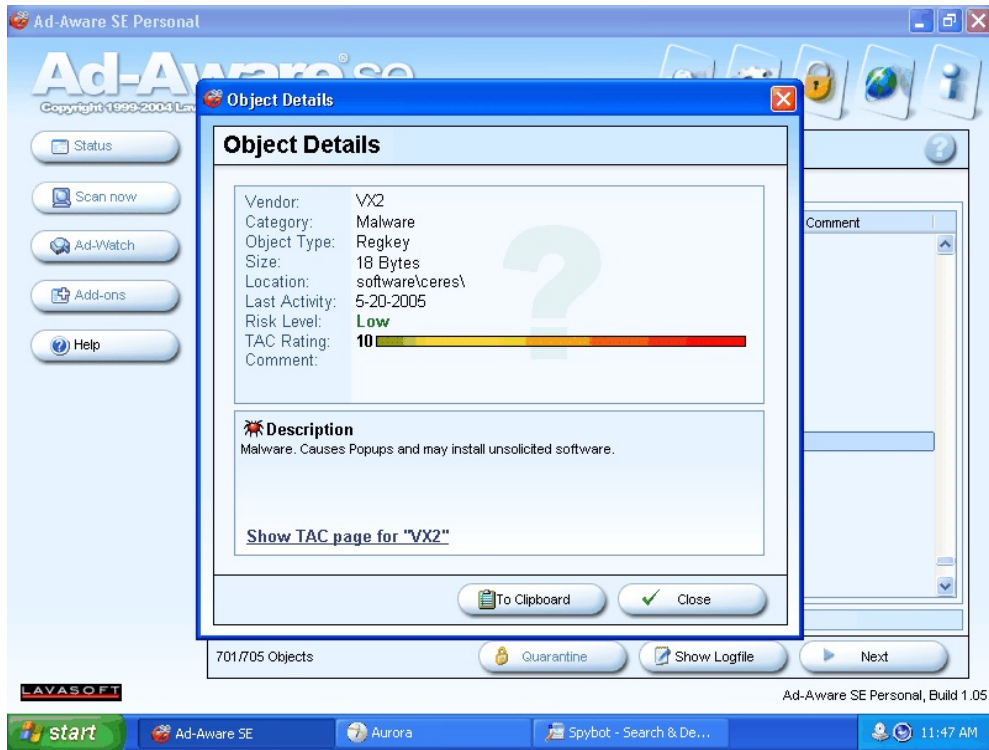 Ad-Aware SE Personal
Copyright 1999-2004
Status
Scan now
Ad-Watch
Add-ons
Help
Comment
Object Details
Object Details
Vendor: VX2
Category: Malware
Object Type: Regkey
Size: 18 Bytes
Location: software\ceres\
Last Activity: 5-20-2005
Risk Level: Low
TAC Rating: 10
Comment:
Description
Malware. Causes Popups and may install unsolicited software.
Show TAC page for "VX2"
To Clipboard
Close
701/705 Objects
Quarantine
Show Logfile
Next
LAVASOFT
Ad-Aware SE Personal, Build 1.05
start
Ad-Aware SE
Aurora
Spybot - Search & De...
11:47 AM